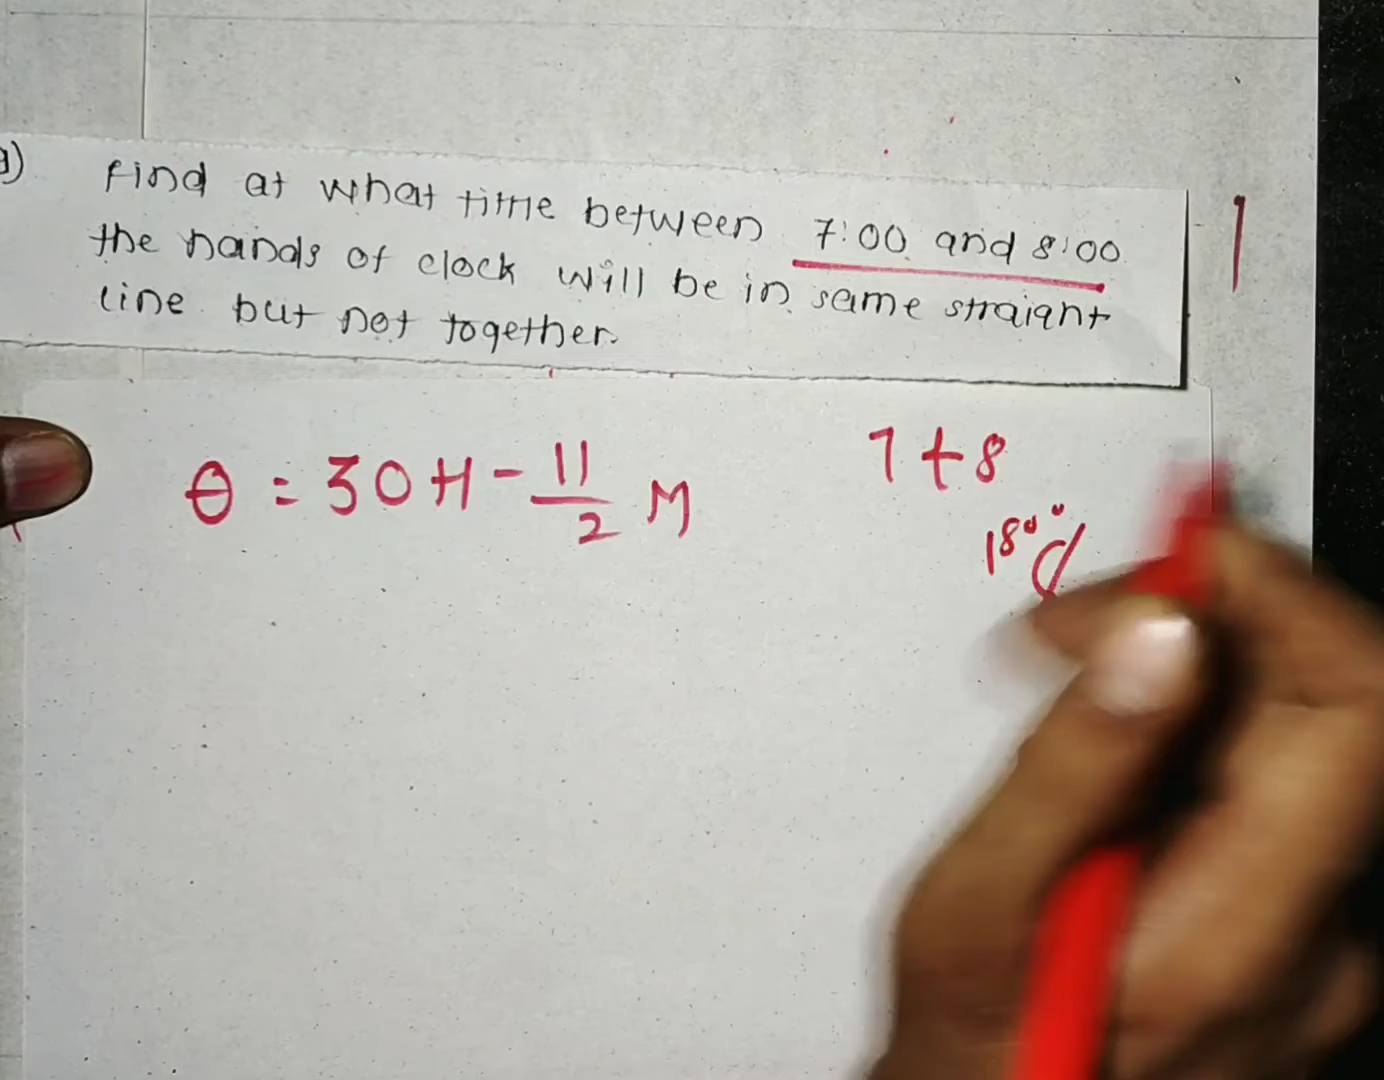 find at what time between 7:00 and 8:00
the hands of clock will be in same straight
line but not together.
θ = 30H - 11/2 M
7+8
180°